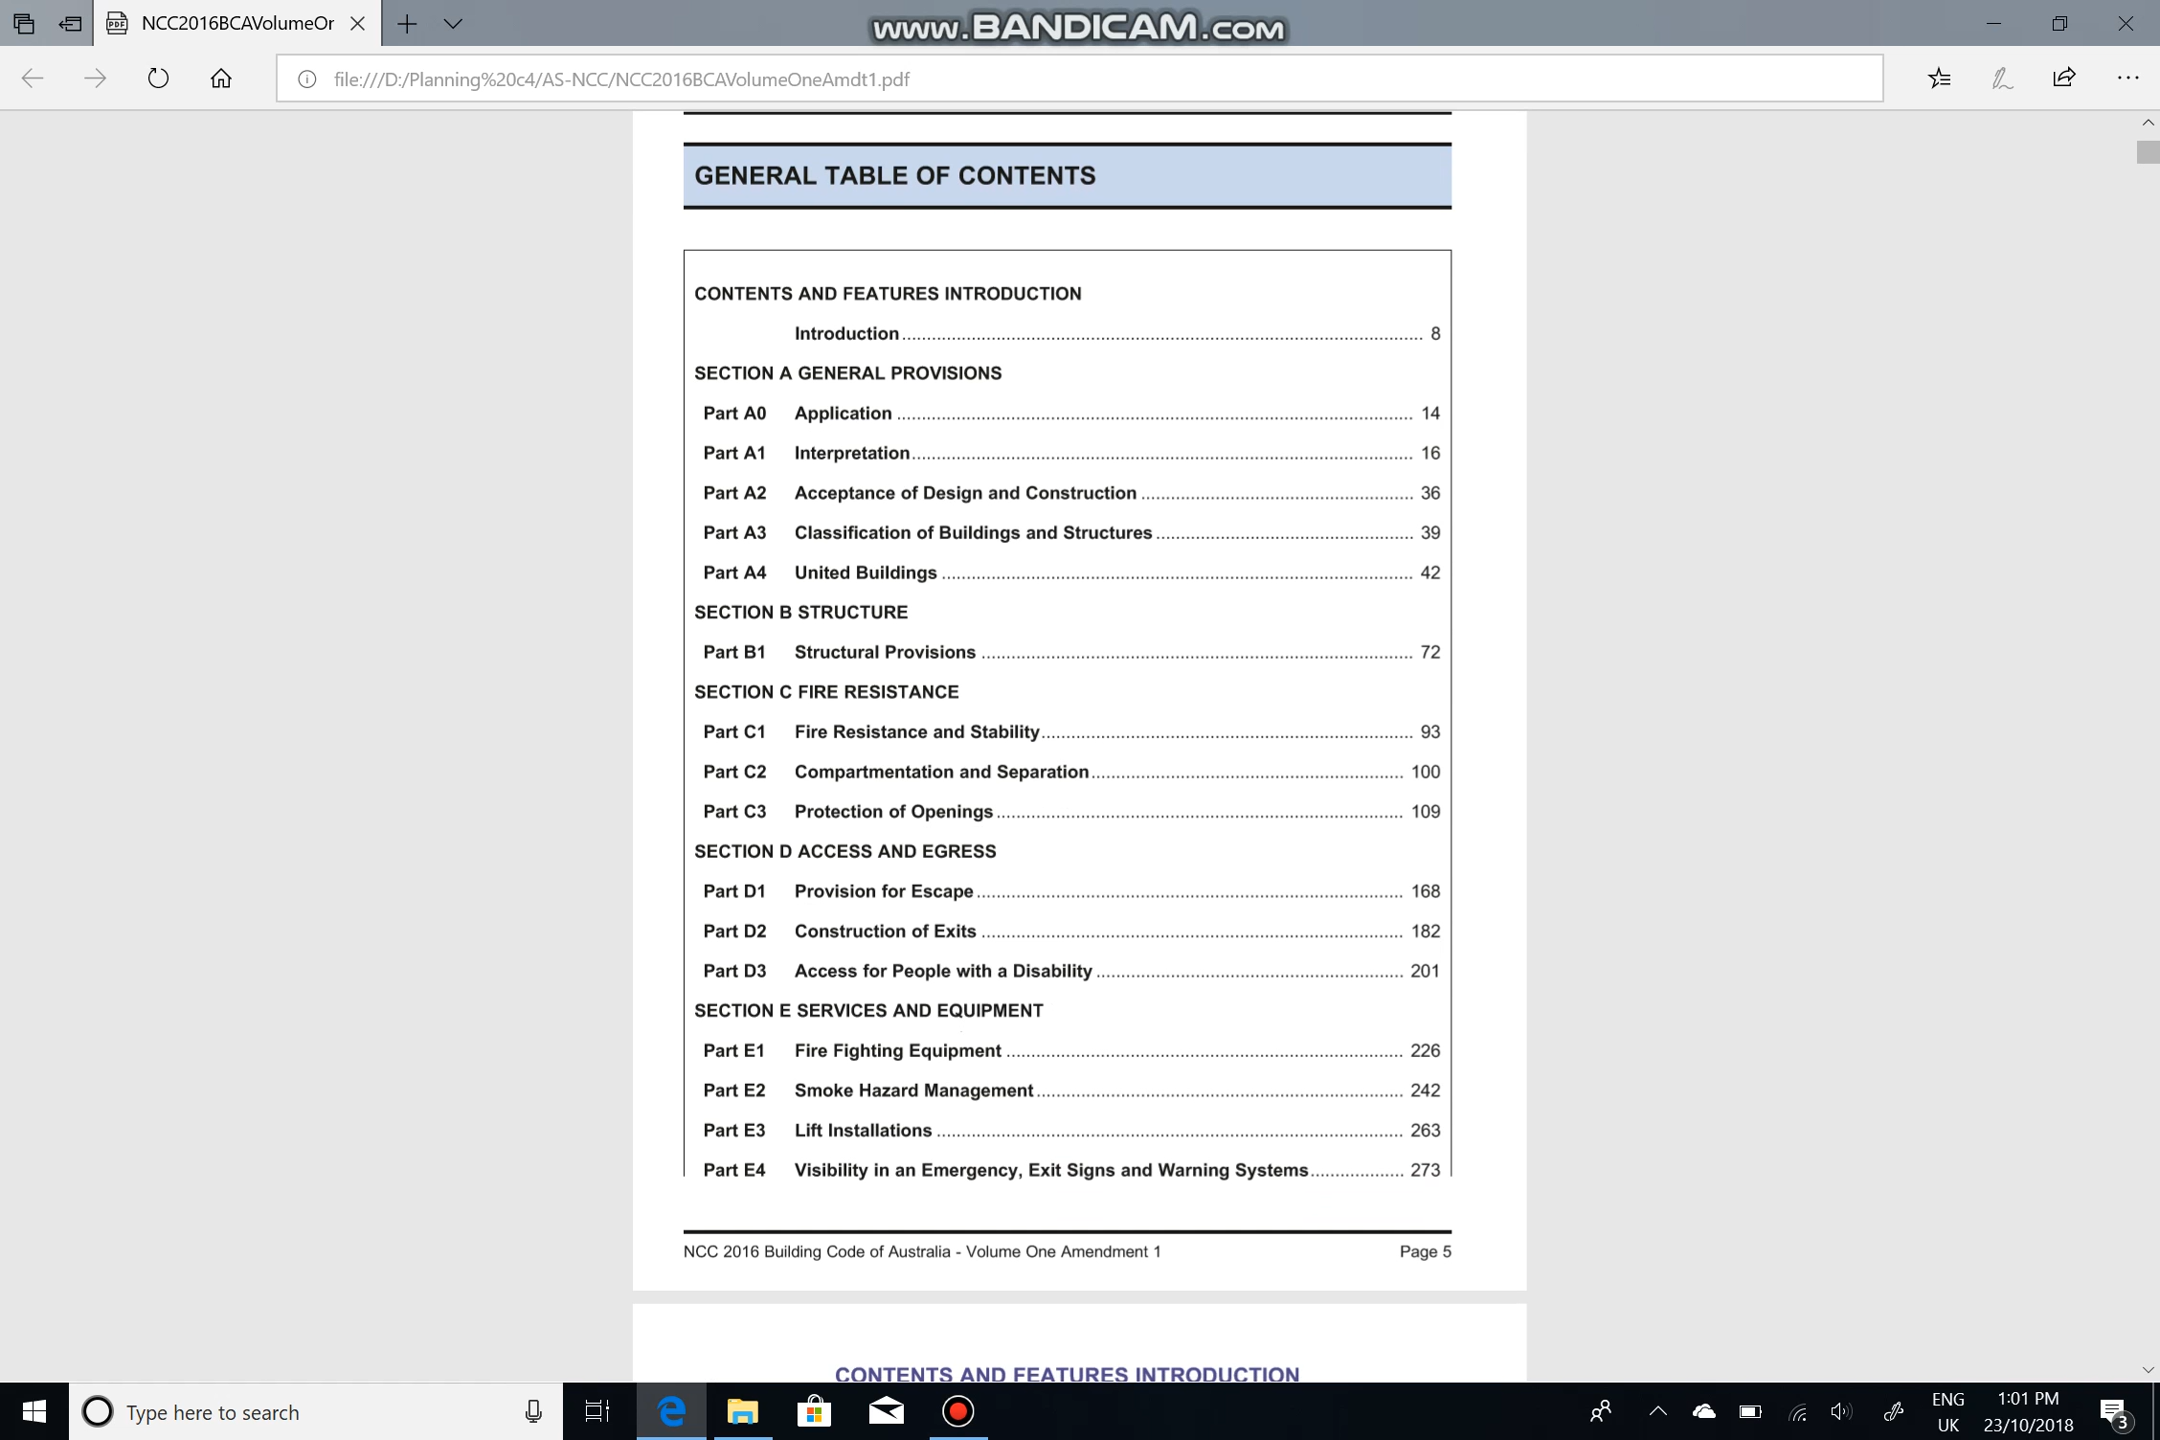 NCC2016BCAVolumeOr
www.BANDICAM.com
file:///D:/Planning%20c4/AS-NCC/NCC2016BCAVolumeOneAmdt1.pdf
GENERAL TABLE OF CONTENTS
CONTENTS AND FEATURES INTRODUCTION
Introduction 8
SECTION A GENERAL PROVISIONS
Part A0 Application 14
Part A1 Interpretation 16
Part A2 Acceptance of Design and Construction 36
Part A3 Classification of Buildings and Structures 39
Part A4 United Buildings 42
SECTION B STRUCTURE
Part B1 Structural Provisions 72
SECTION C FIRE RESISTANCE
Part C1 Fire Resistance and Stability 93
Part C2 Compartmentation and Separation 100
Part C3 Protection of Openings 109
SECTION D ACCESS AND EGRESS
Part D1 Provision for Escape 168
Part D2 Construction of Exits 182
Part D3 Access for People with a Disability 201
SECTION E SERVICES AND EQUIPMENT
Part E1 Fire Fighting Equipment 226
Part E2 Smoke Hazard Management 242
Part E3 Lift Installations 263
Part E4 Visibility in an Emergency, Exit Signs and Warning Systems 273
NCC 2016 Building Code of Australia - Volume One Amendment 1 Page 5
CONTENTS AND FEATURES INTRODUCTION
Type here to search
ENG
UK
1:01 PM
23/10/2018
3